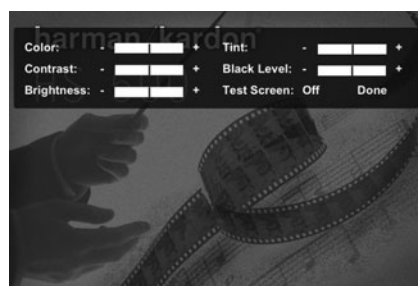 harman/kardon
Color: - + Tint: - +
Contrast: - + Black Level: - +
Brightness: - + Test Screen: Off Done